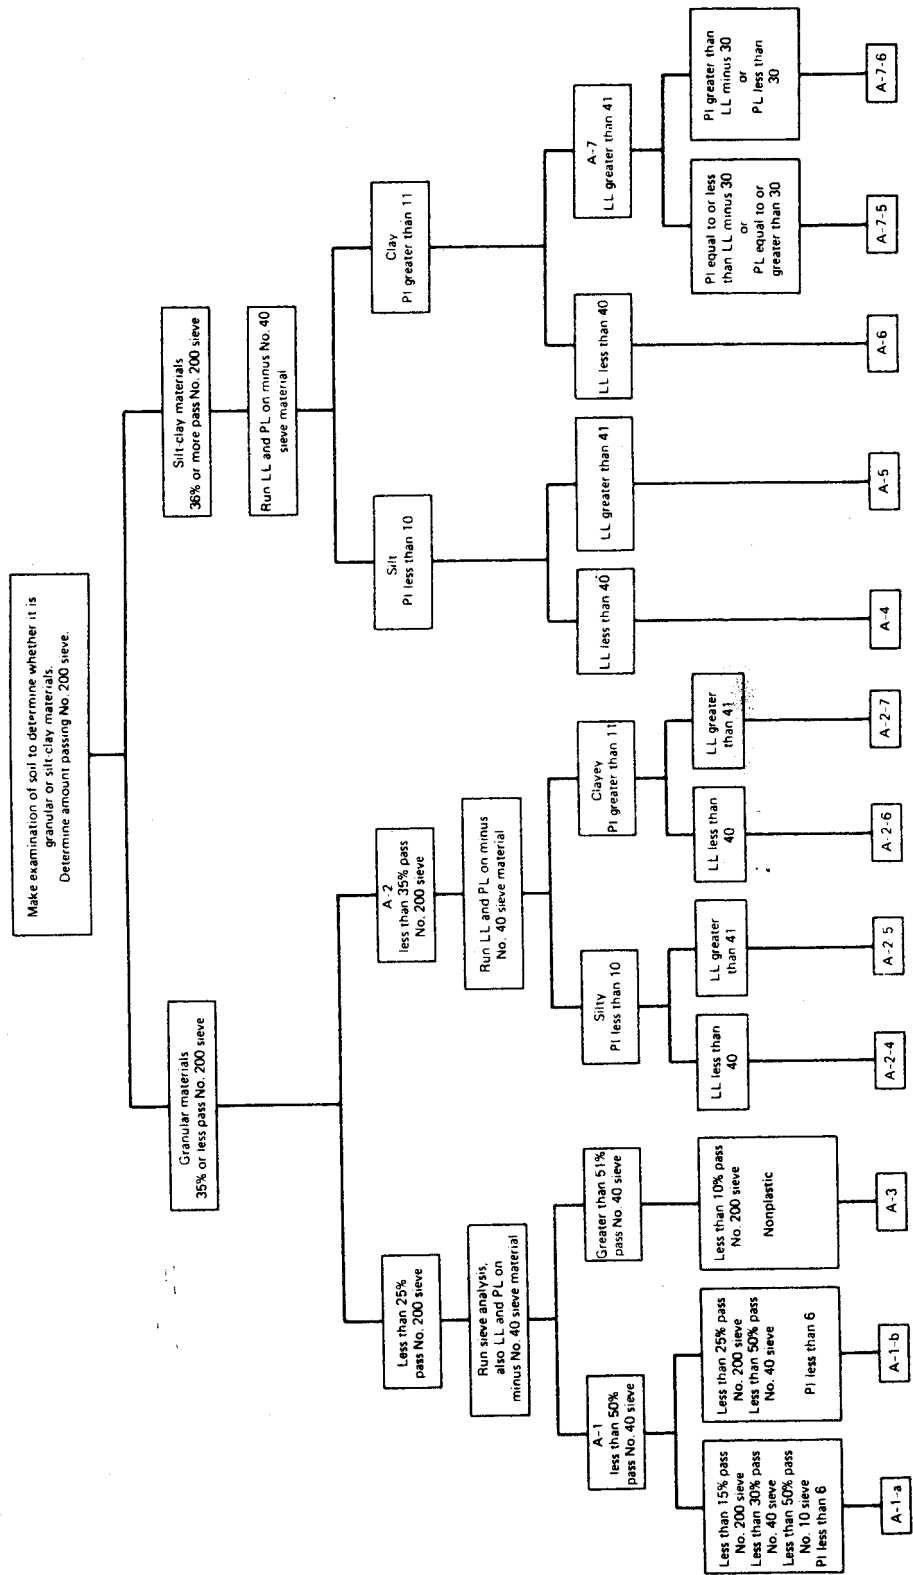 Make examination of soil to determine whether it is
granular or silt-clay materials.
Determine amount passing No. 200 sieve.
Granular materials
35% or less pass No. 200 sieve
Silt-clay materials
36% or more pass No. 200 sieve
Run LL and PL on minus No. 40
sieve material
Less than 25%
pass No. 200 sieve
A-2
less than 35% pass
No. 200 sieve
Silt
PI less than 10
Clay
PI greater than 11
Run sieve analysis,
also LL and PL on
minus No. 40 sieve material
Run LL and PL on minus
No. 40 sieve material
A-1
less than 50%
pass No. 40 sieve
Greater than 51%
pass No. 40 sieve
Silty
PI less than 10
Clayey
PI greater than 11
LL less than 40
LL greater than 41
LL less than 40
A-7
LL greater than 41
Less than 15% pass
No. 200 sieve
Less than 30% pass
No. 40 sieve
Less than 50% pass
No. 10 sieve
PI less than 6
Less than 25% pass
No. 200 sieve
Less than 50% pass
No. 40 sieve
PI less than 6
Less than 10% pass
No. 200 sieve
Nonplastic
LL less than
40
LL greater
than 41
LL less than
40
LL greater
than 41
PI equal to or less
than LL minus 30
or
PL equal to or
greater than 30
PI greater than
LL minus 30
or
PL less than
30
A-1-a
A-1-b
A-3
A-2-4
A-2 5
A-2-6
A-2-7
A-4
A-5
A-6
A-7-5
A-7-6